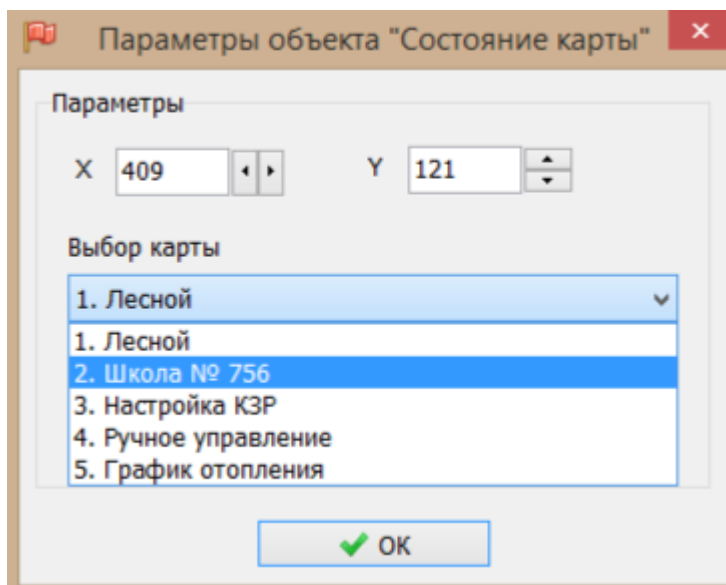 Параметры объекта "Состояние карты"
Параметры
X 409 Y 121
Выбор карты
1. Лесной
1. Лесной
2. Школа № 756
3. Настройка КЗР
4. Ручное управление
5. График отопления
ОК